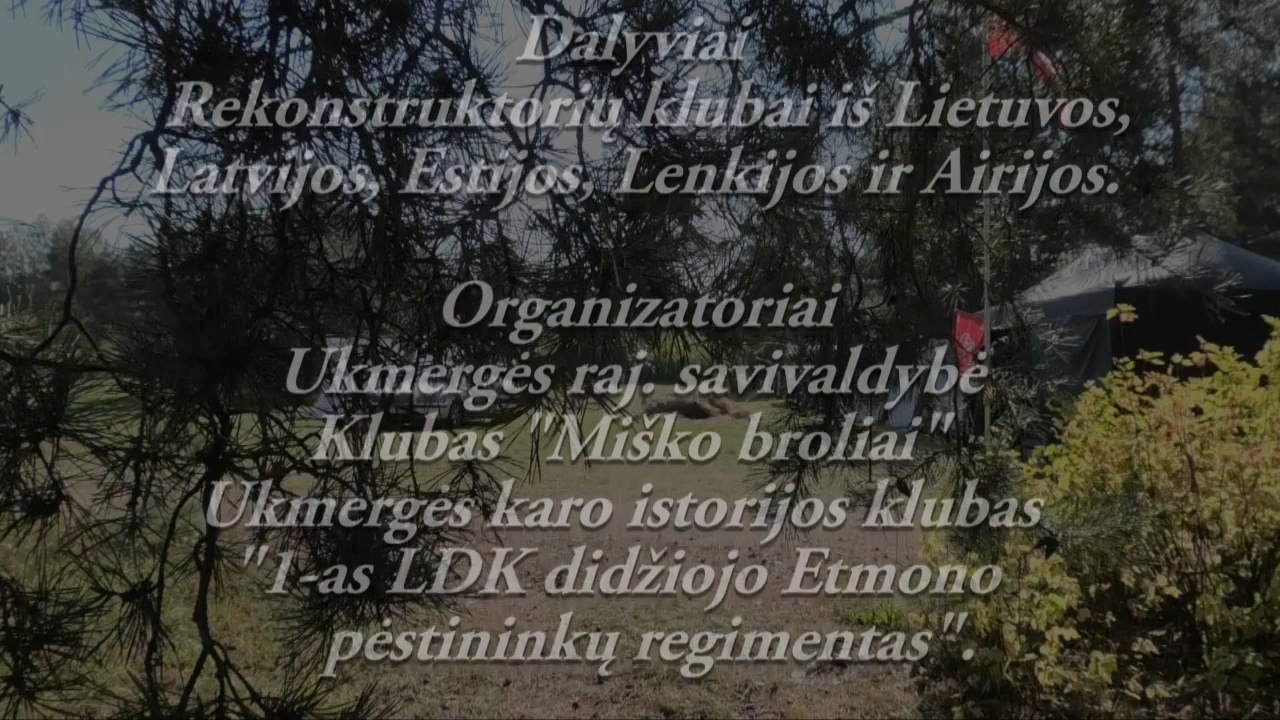 Dalyviai
Rekonstruktorių klubai iš Lietuvos,
Latvijos, Estijos, Lenkijos ir Airijos.
Organizatoriai
Ukmergės raj. savivaldybė
Klubas "Miško broliai"
Ukmergės karo istorijos klubas
"1-as LDK didžiojo Etmono
pėstininkų regimentas".